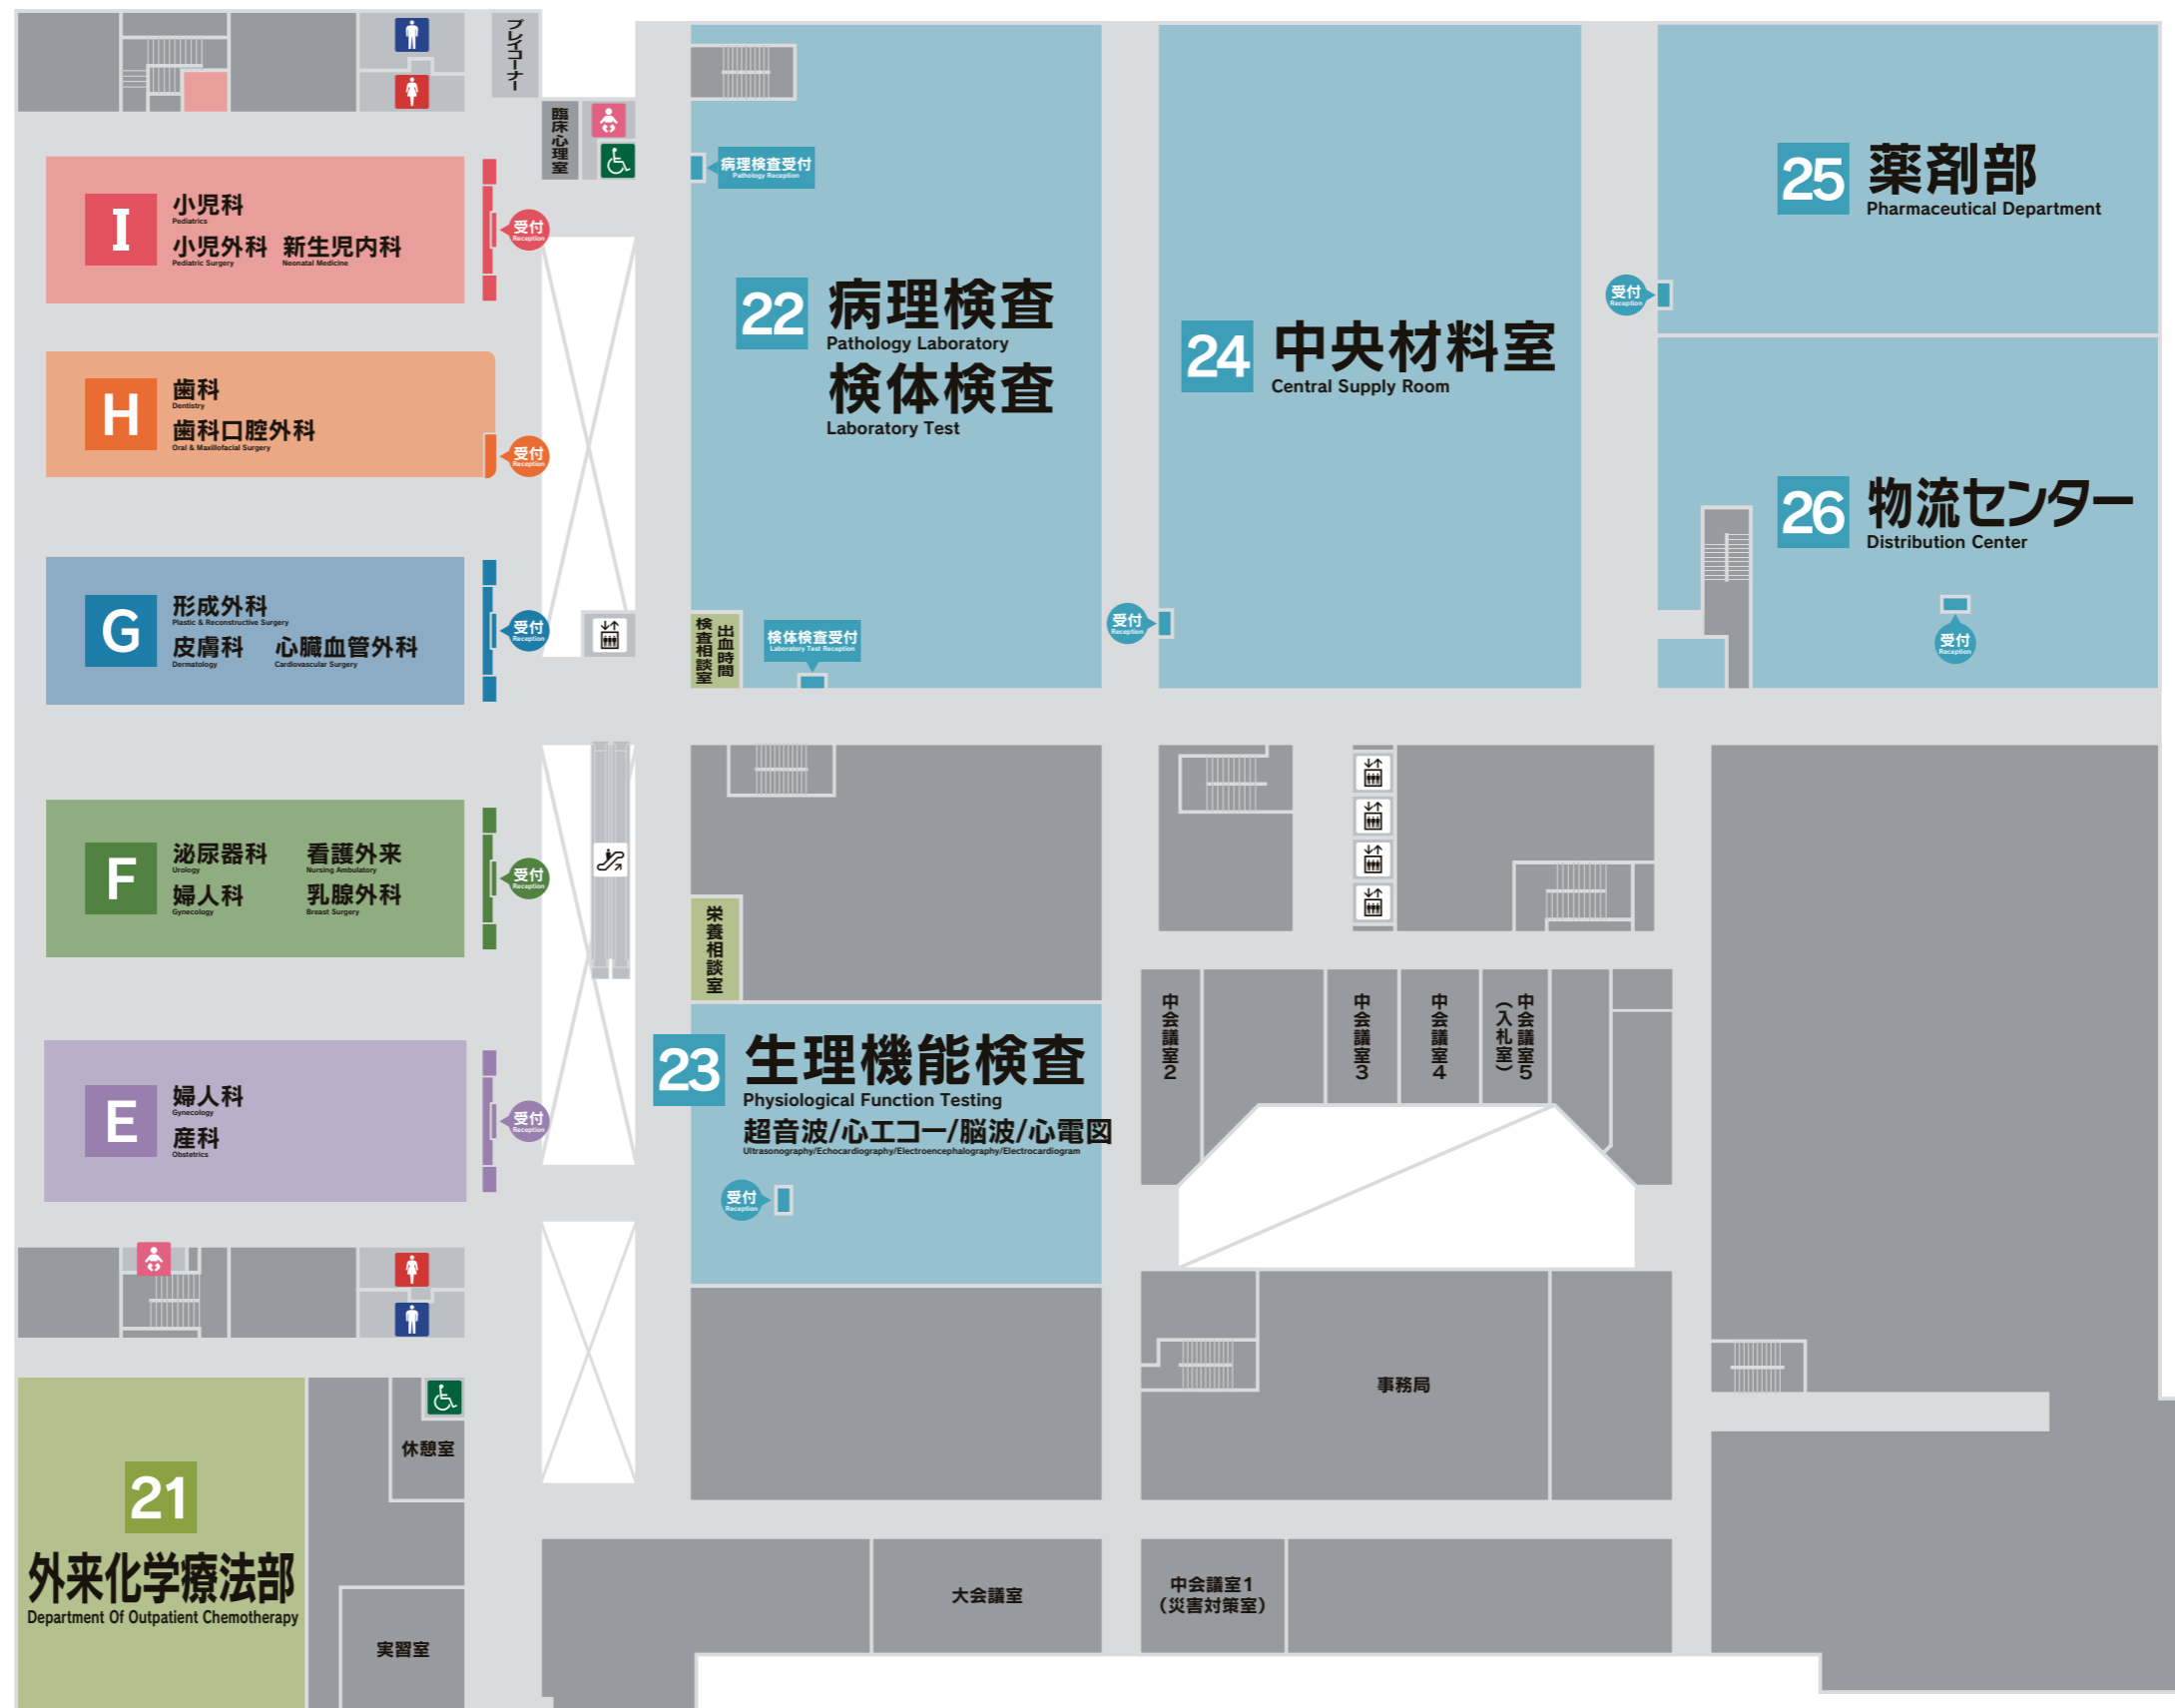 プレイコーナー
臨床心理室
病理検査受付
Pathology Reception
I
小児科
Pediatrics
小児外科 新生児内科
Pediatric Surgery Neonatal Medicine
受付
Reception
H
歯科
Dentistry
歯科口腔外科
Oral & Maxillofacial Surgery
受付
Reception
G
形成外科
Plastic & Reconstructive Surgery
皮膚科 心臓血管外科
Dermatology Cardiovascular Surgery
受付
Reception
F
泌尿器科 看護外来
Urology Nursing Ambulatory
婦人科 乳腺外科
Gynecology Breast Surgery
受付
Reception
E
婦人科
Gynecology
産科
Obstetrics
受付
Reception
21
外来化学療法部
Department Of Outpatient Chemotherapy
休憩室
実習室
22 病理検査
Pathology Laboratory
検体検査
Laboratory Test
出血時間
検査相談室
検体検査受付
Laboratory Test Reception
栄養相談室
23 生理機能検査
Physiological Function Testing
超音波/心エコー/脳波/心電図
Ultrasonography/Echocardiography/Electroencephalography/Electrocardiogram
受付
Reception
24 中央材料室
Central Supply Room
受付
Reception
25 薬剤部
Pharmaceutical Department
受付
Reception
26 物流センター
Distribution Center
受付
Reception
中会議室2
中会議室3
中会議室4
中会議室5
（入札室）
事務局
大会議室
中会議室1
（災害対策室）